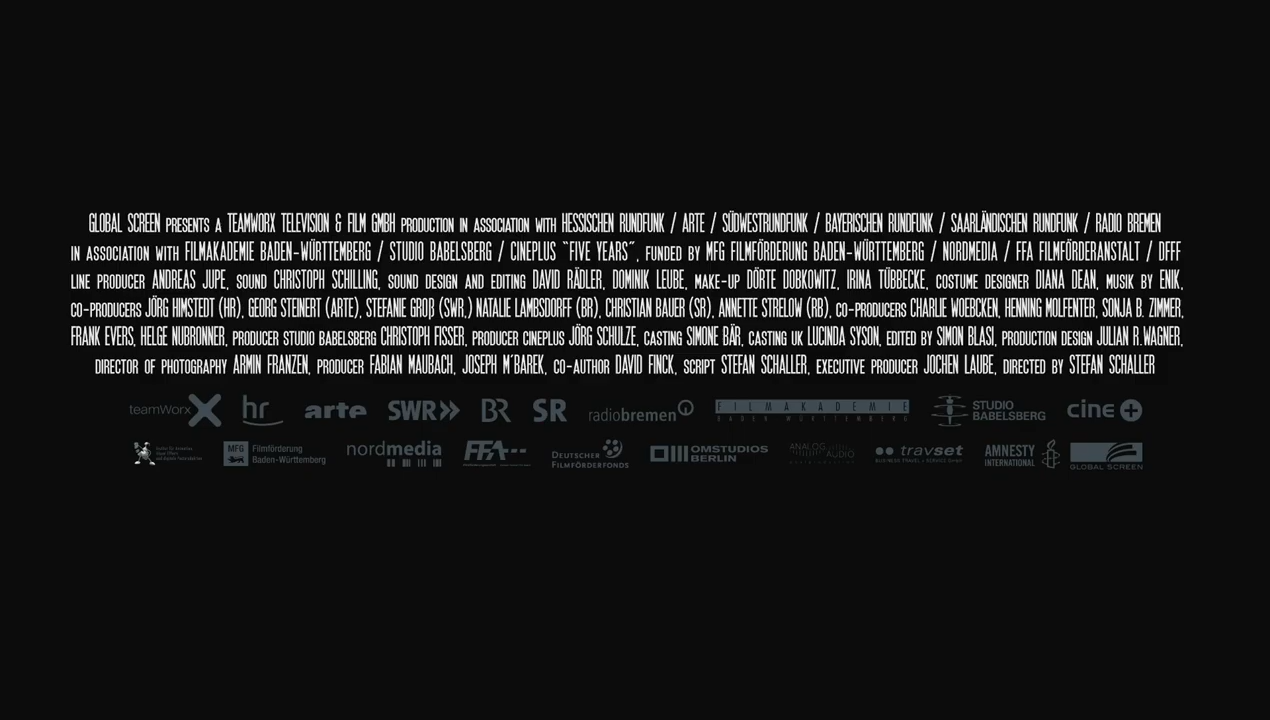 GLOBAL SCREEN PRESENTS A TEAMWORX TELEVISION & FILM GMBH PRODUCTION IN ASSOCIATION WITH HESSISCHEN RUNDFUNK / ARTE / SÜDWESTRUNDFUNK / BAYERISCHEN RUNDFUNK / SAARLÄNDISCHEN RUNDFUNK / RADIO BREMEN
IN ASSOCIATION WITH FILMAKADEMIE BADEN-WÜRTTEMBERG / STUDIO BABELSBERG / CINEPLUS "FIVE YEARS", FUNDED BY MFG FILMFÖRDERUNG BADEN-WÜRTTEMBERG / NORDMEDIA / FFA FILMFÖRDERANSTALT / DFFF
LINE PRODUCER ANDREAS JUPE, SOUND CHRISTOPH SCHILLING, SOUND DESIGN AND EDITING DAVID RÄDLER, DOMINIK LEUBE, MAKE-UP DÖRTE DOBKOWITZ, IRINA TÜBBECKE, COSTUME DESIGNER DIANA DEAN, MUSIK BY ENIK,
CO-PRODUCERS JÖRG HIMSTEDT (HR), GEORG STEINERT (ARTE), STEFANIE GROß (SWR,) NATALIE LAMBSDORFF (BR), CHRISTIAN BAUER (SR), ANNETTE STRELOW (RB), CO-PRODUCERS CHARLIE WOEBCKEN, HENNING MOLFENTER, SONJA B. ZIMMER,
FRANK EVERS, HELGE NUBRONNER, PRODUCER STUDIO BABELSBERG CHRISTOPH FISSER, PRODUCER CINEPLUS JÖRG SCHULZE, CASTING SIMONE BÄR, CASTING UK LUCINDA SYSON, EDITED BY SIMON BLASI, PRODUCTION DESIGN JULIAN R.WAGNER,
DIRECTOR OF PHOTOGRAPHY ARMIN FRANZEN, PRODUCER FABIAN MAUBACH, JOSEPH M'BAREK, CO-AUTHOR DAVID FINCK, SCRIPT STEFAN SCHALLER, EXECUTIVE PRODUCER JOCHEN LAUBE, DIRECTED BY STEFAN SCHALLER
teamWorx hr arte SWR BR SR radiobremen FILMAKADEMIE BADEN WÜRTTEMBERG STUDIO BABELSBERG cine+
MFG Filmförderung Baden-Württemberg nordmedia FFA DEUTSCHER FILMFÖRDERFONDS OMSTUDIOS BERLIN ANALOG AUDIO travset BUSINESS TRAVEL + SERVICE GmbH AMNESTY INTERNATIONAL GLOBAL SCREEN